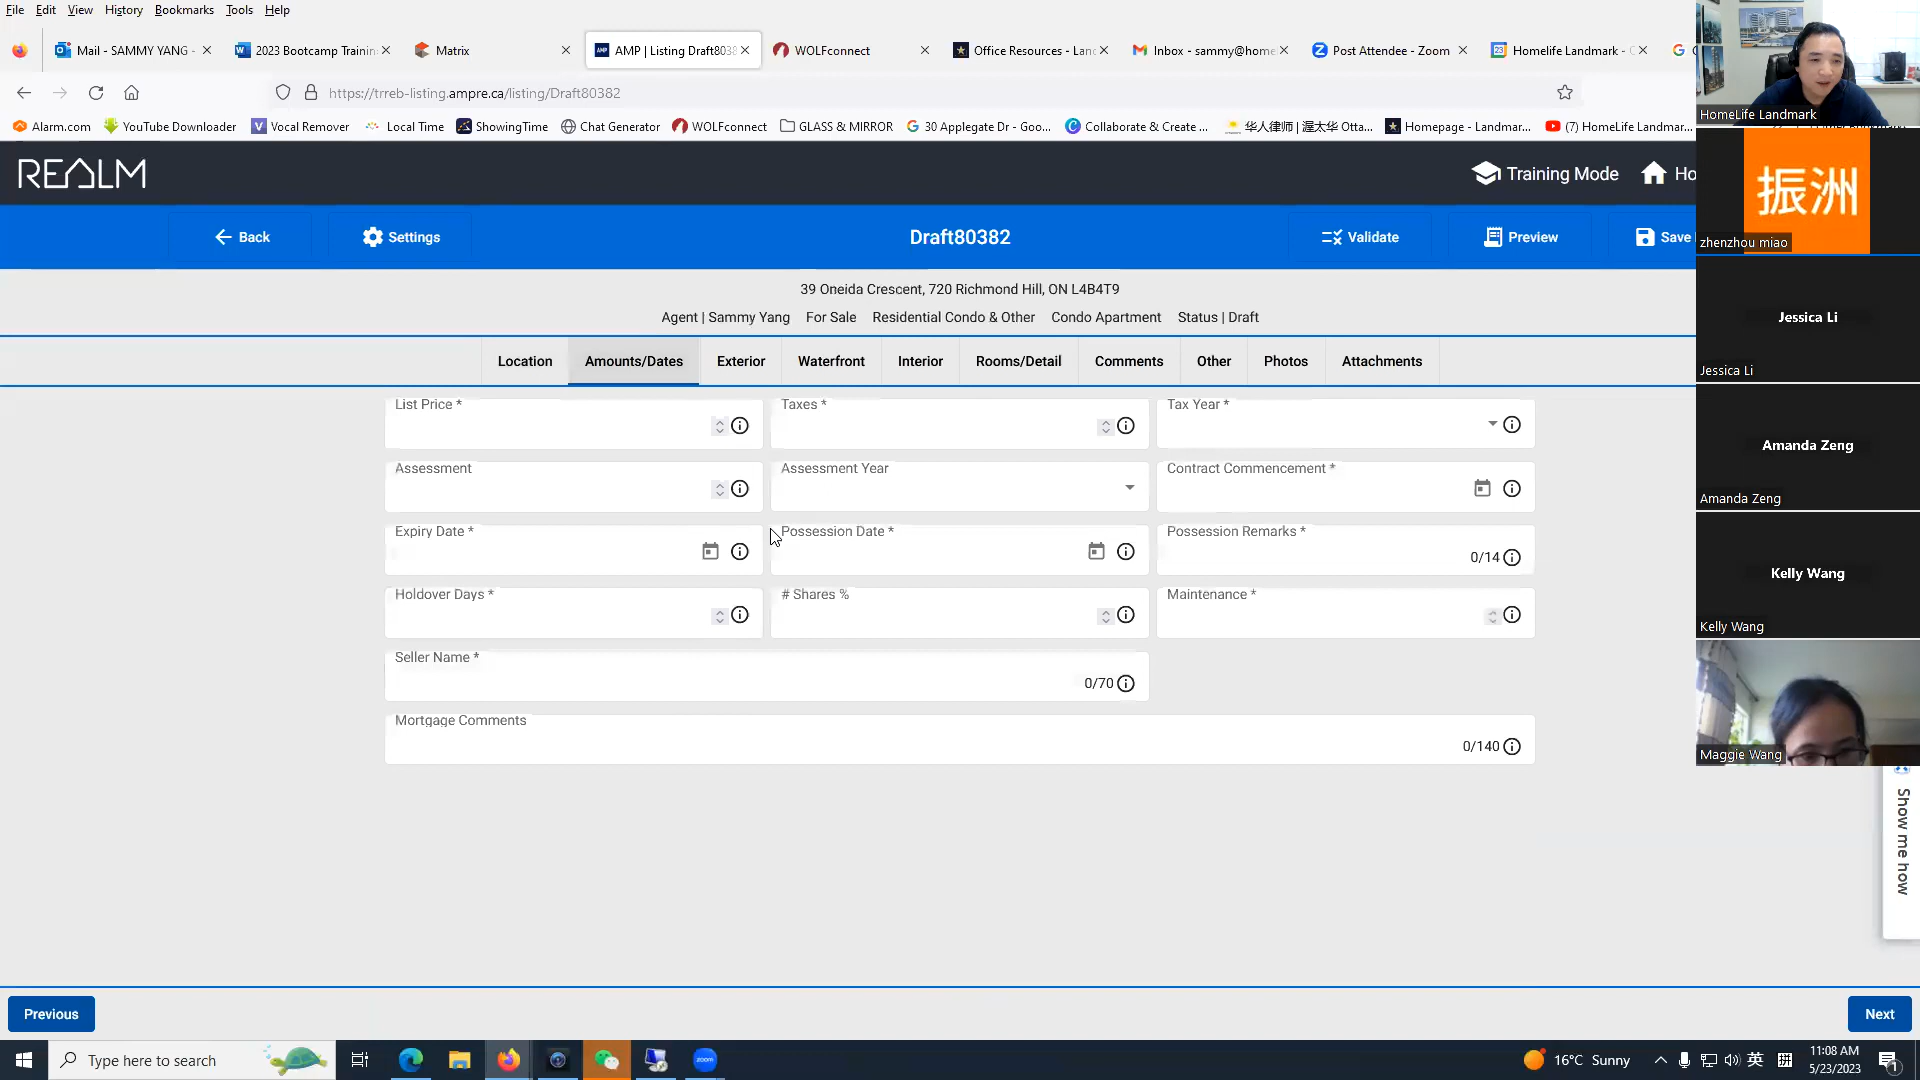 File Edit View History Bookmarks Tools Help
Mail - SAMMY YANG -
2023 Bootcamp Trainin
Matrix
AMP | Listing Draft8038
WOLFconnect
Office Resources - Lan
Inbox - sammy@home
Post Attendee - Zoom
Homelife Landmark -
https://trreb-listing.ampre.ca/listing/Draft80382
Alarm.com YouTube Downloader Vocal Remover Local Time ShowingTime Chat Generator WOLFconnect GLASS & MIRROR 30 Applegate Dr - Goo... Collaborate & Create ... 华人律师 | 渥太华 Otta... Homepage - Landmar... (7) HomeLife Landmar...
REALM
Training Mode
Ho
Back
Settings
Draft80382
Validate
Preview
Save
39 Oneida Crescent, 720 Richmond Hill, ON L4B4T9
Agent | Sammy Yang For Sale Residential Condo & Other Condo Apartment Status | Draft
Location Amounts/Dates Exterior Waterfront Interior Rooms/Detail Comments Other Photos Attachments
List Price *
Taxes *
Tax Year *
Assessment
Assessment Year
Contract Commencement *
Expiry Date *
Possession Date *
Possession Remarks *
0/14
Holdover Days *
# Shares %
Maintenance *
Seller Name *
0/70
Mortgage Comments
0/140
Previous
Next
Show me how
HomeLife Landmark
振洲
zhenzhou miao
Jessica Li
Jessica Li
Amanda Zeng
Amanda Zeng
Kelly Wang
Kelly Wang
Maggie Wang
Type here to search
zoom
16°C Sunny
英
拼
11:08 AM
5/23/2023
1